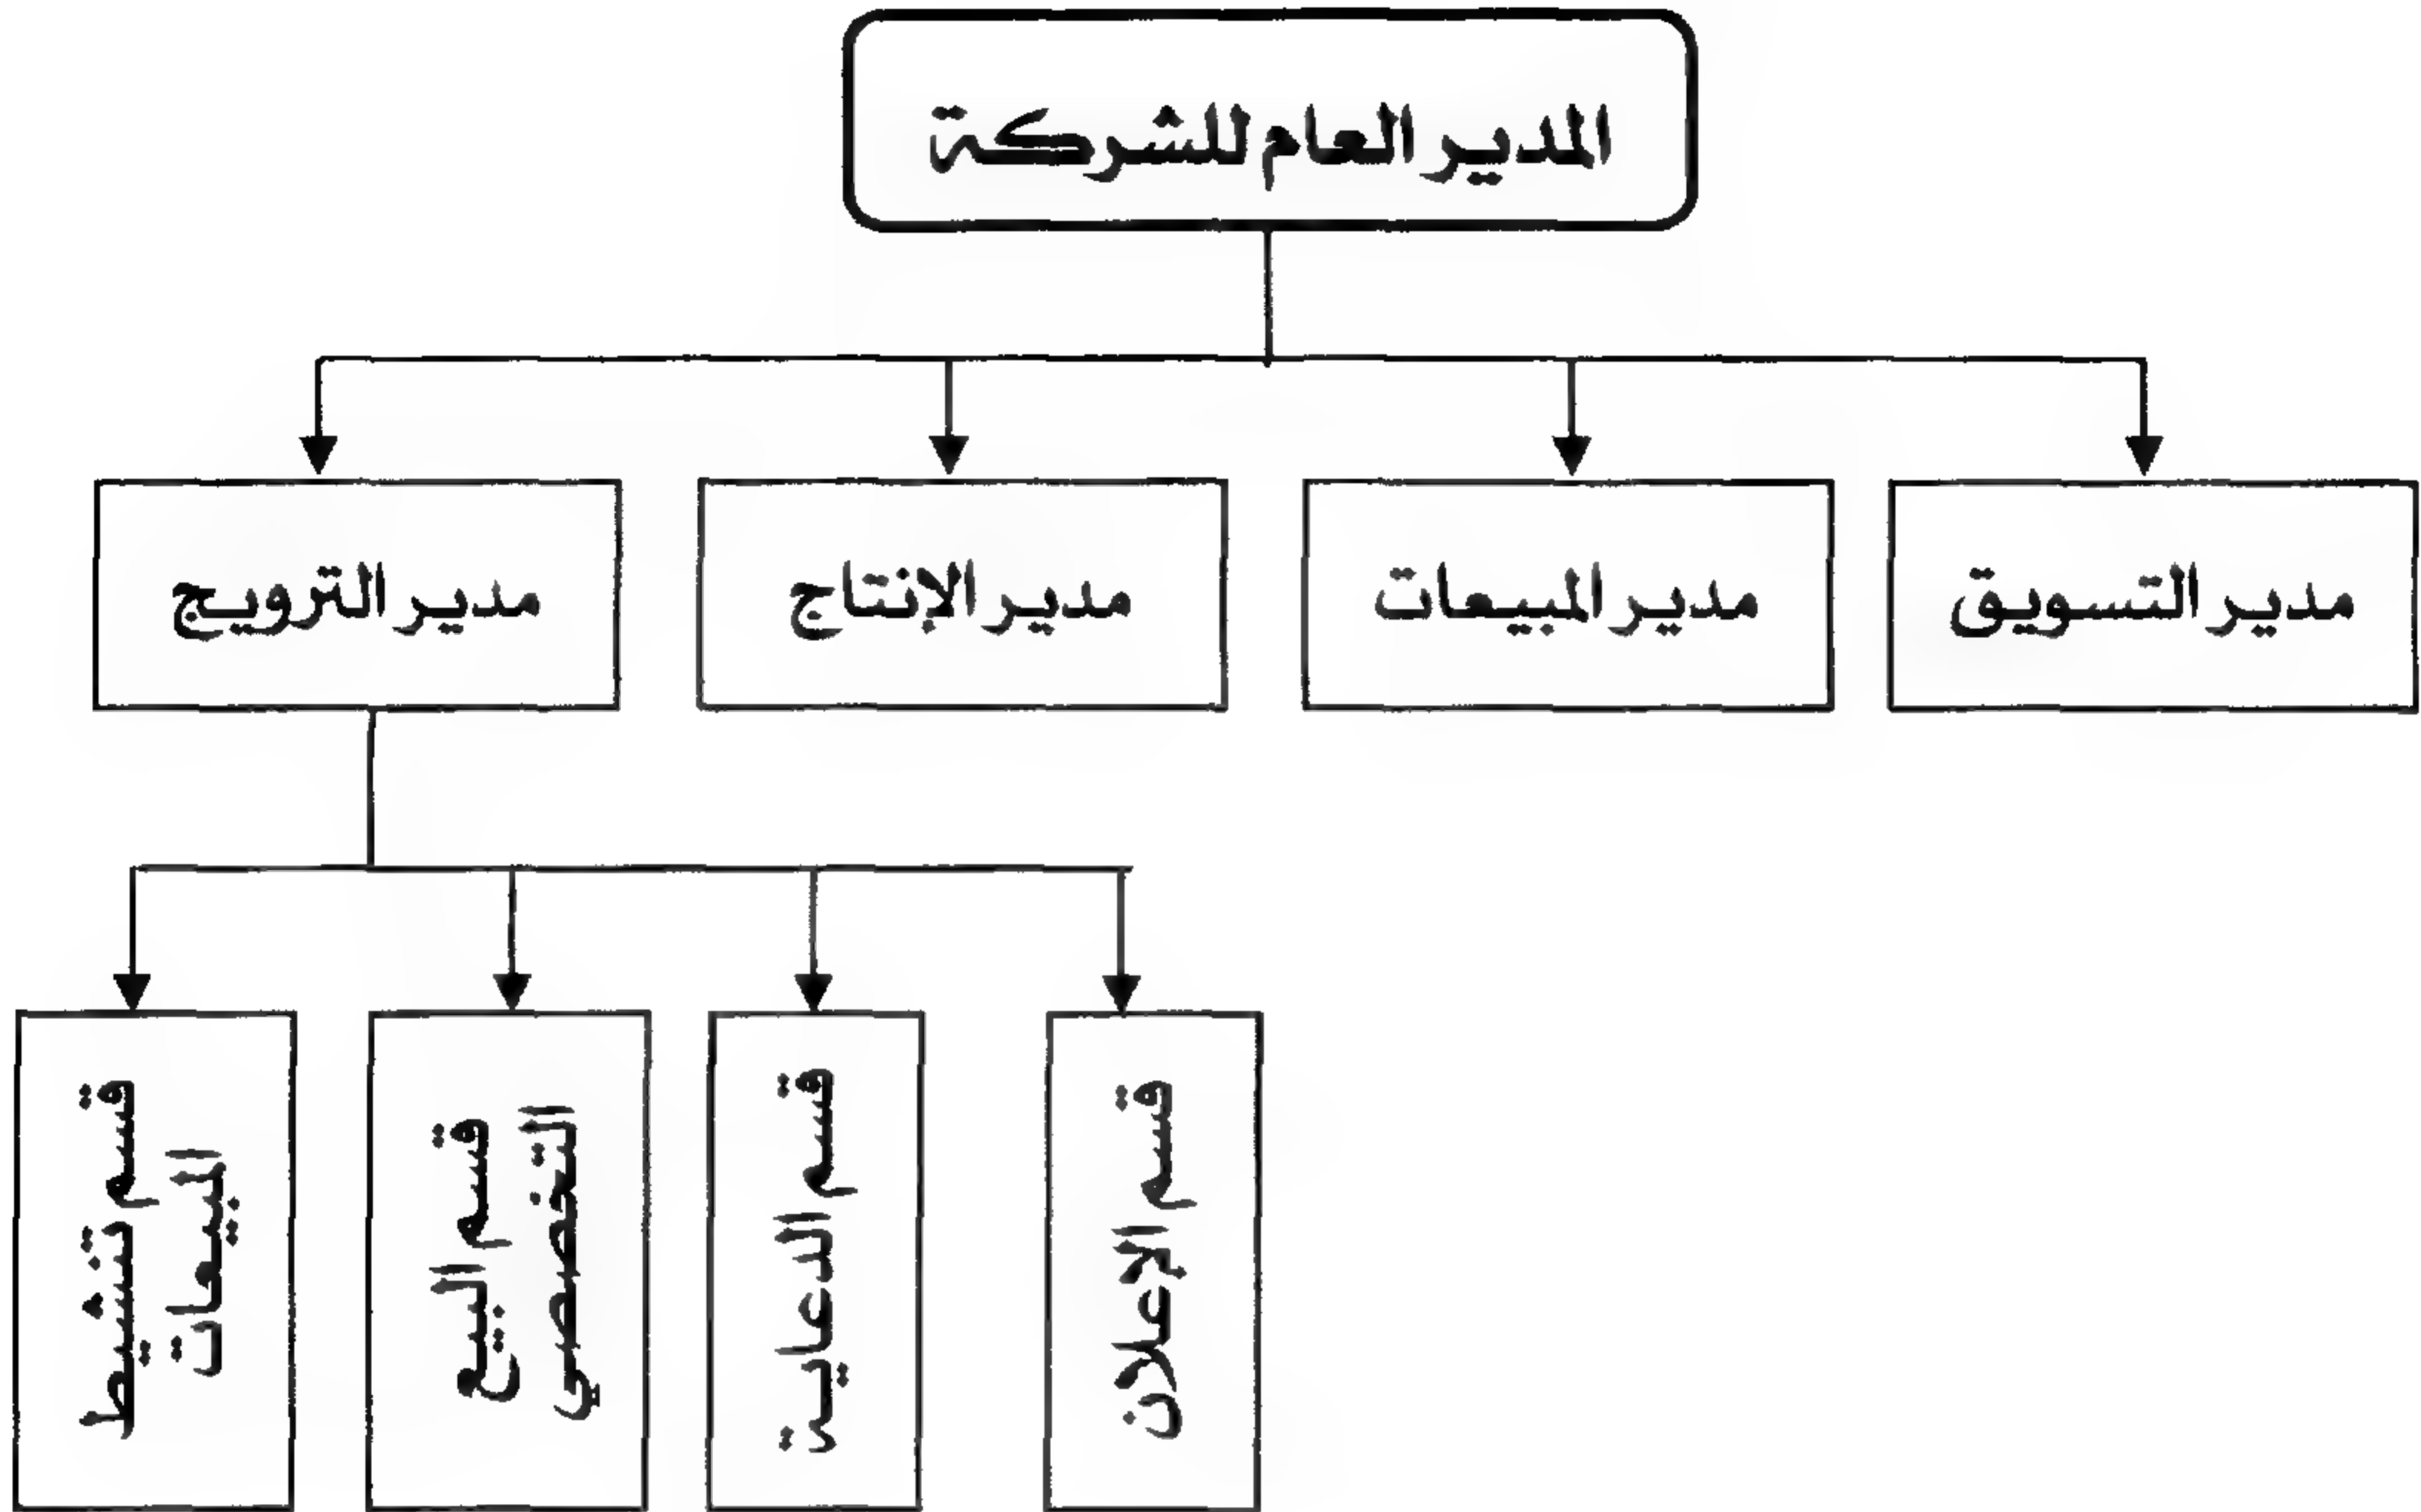 المدير العام للشركة
مدير التسويق
مدير المبيعات
مدير الإنتاج
مدير الترويج
قسم الإعلان
قسم الدعاية
قسم البيع
التخصصي
قسم تنشيط
البيعات